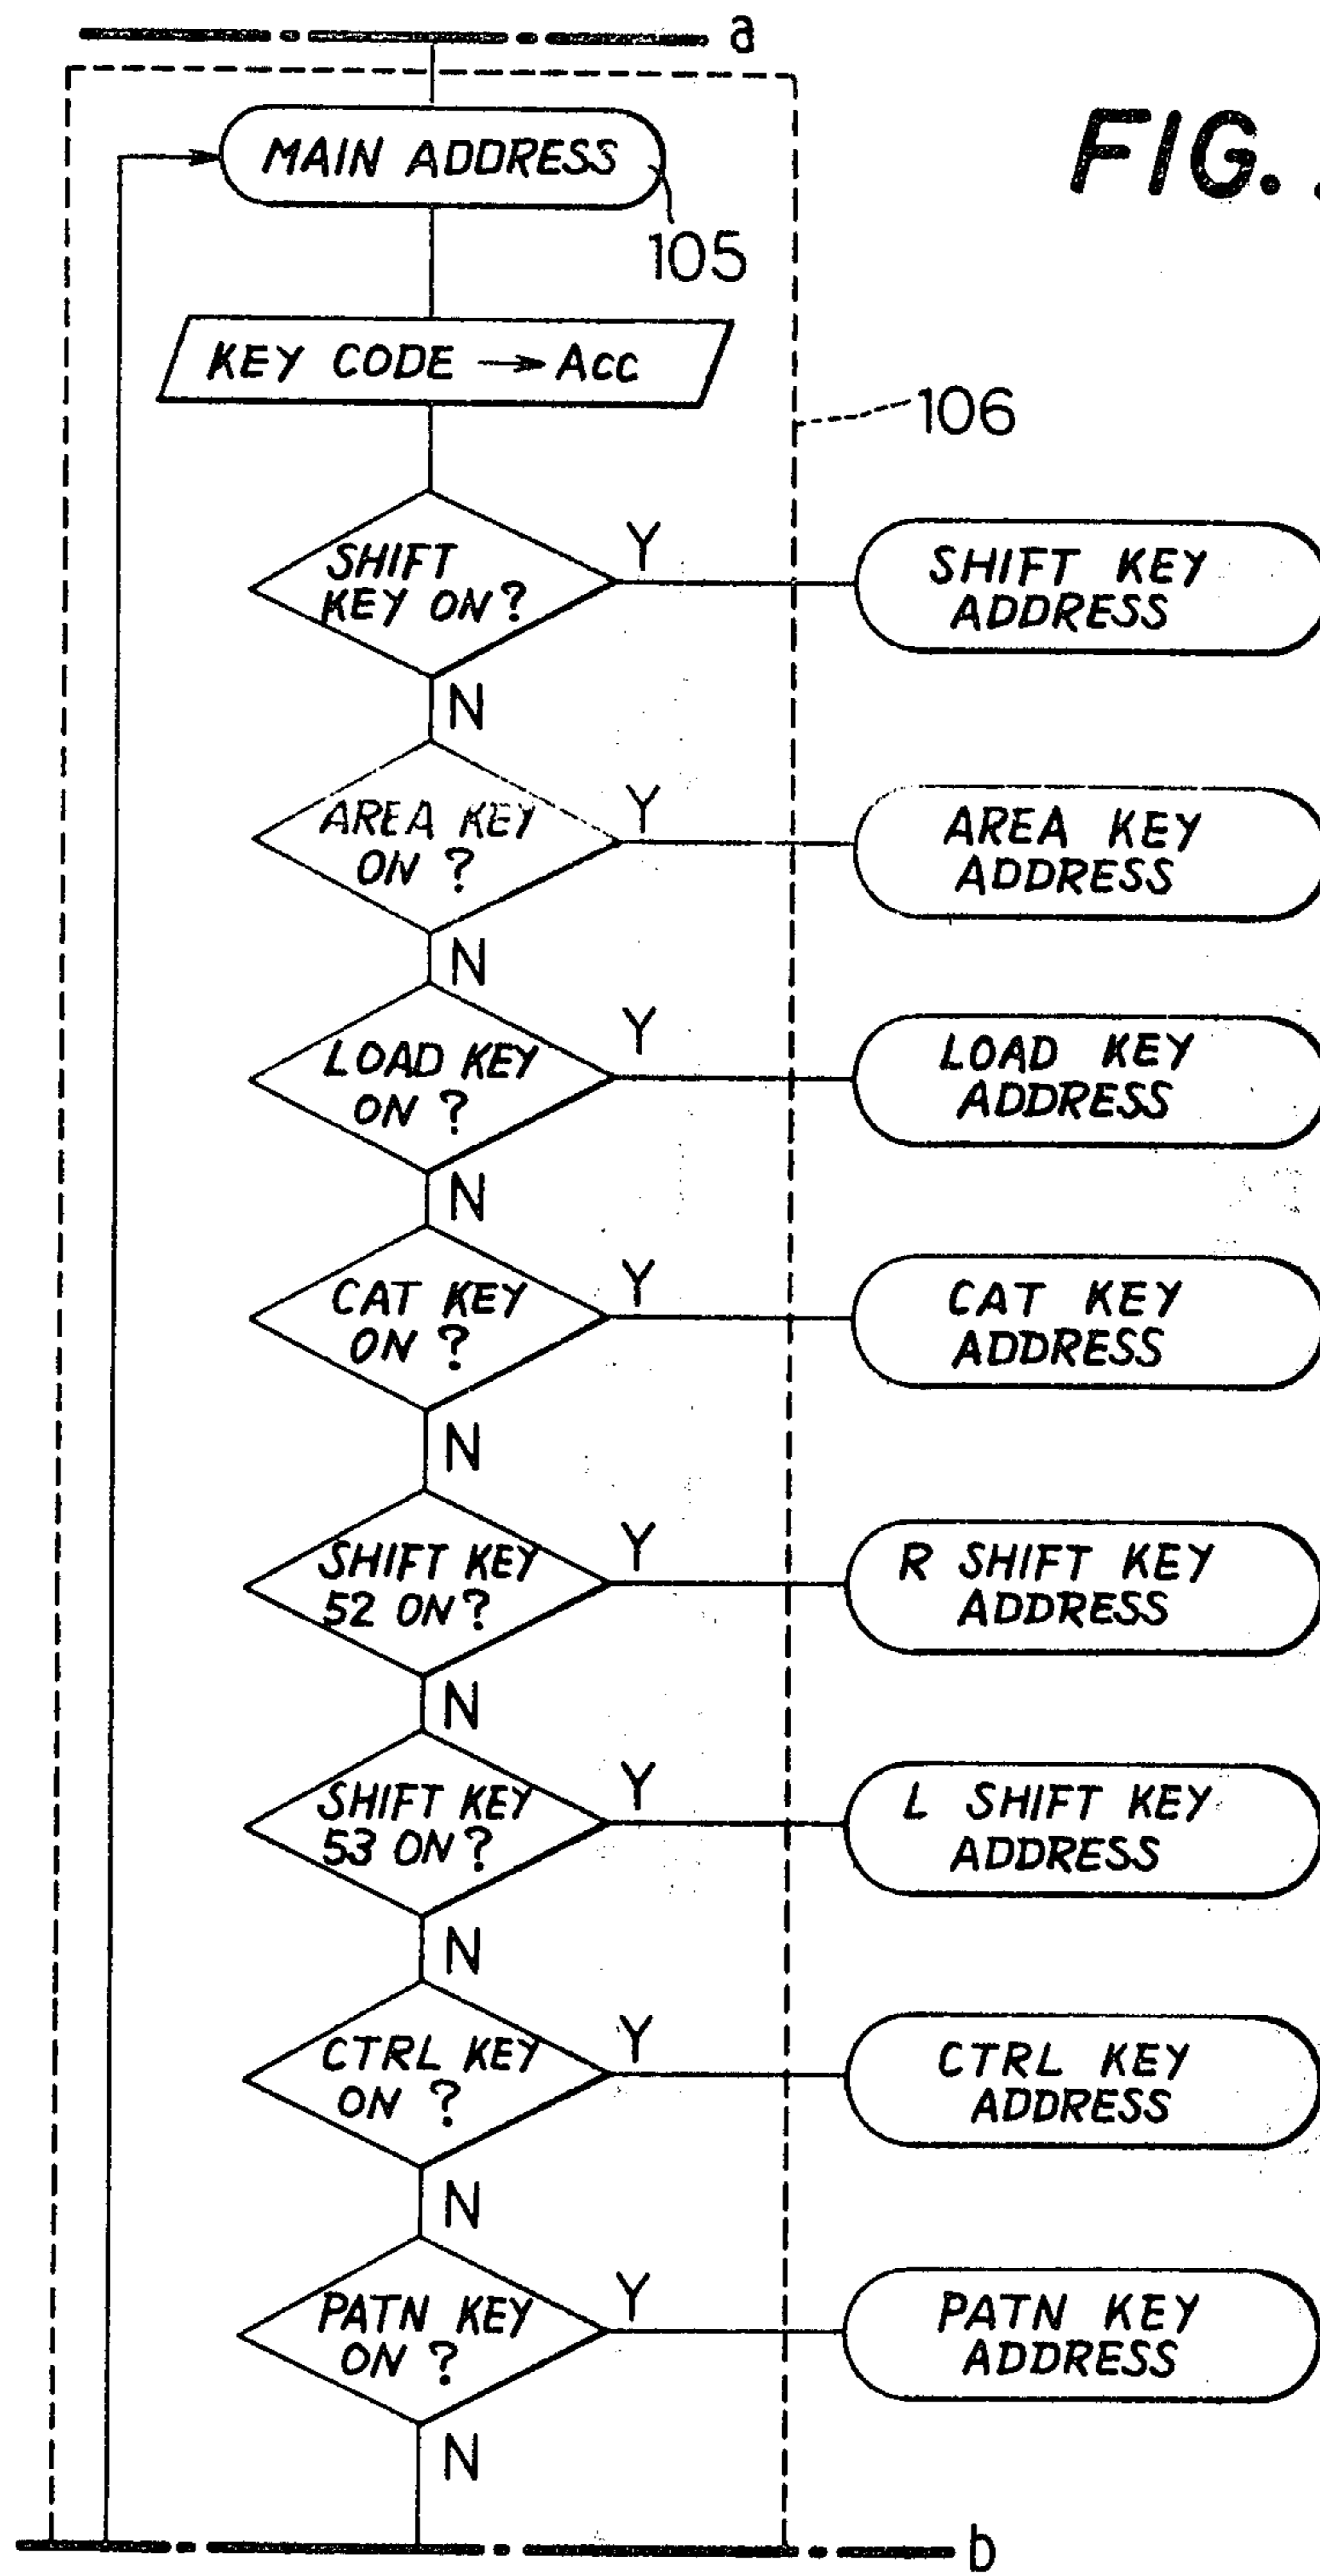 a
FIG.
MAIN ADDRESS
105
KEY CODE → Acc
106
SHIFT
KEY ON?
Y
SHIFT KEY
ADDRESS
N
AREA KEY
ON ?
Y
AREA KEY
ADDRESS
N
LOAD KEY
ON ?
Y
LOAD KEY
ADDRESS
N
CAT KEY
ON ?
Y
CAT KEY
ADDRESS
N
SHIFT KEY
52 ON?
Y
R SHIFT KEY
ADDRESS
N
SHIFT KEY
53 ON?
Y
L SHIFT KEY
ADDRESS
N
CTRL KEY
ON ?
Y
CTRL KEY
ADDRESS
N
PATN KEY
ON ?
Y
PATN KEY
ADDRESS
N
b